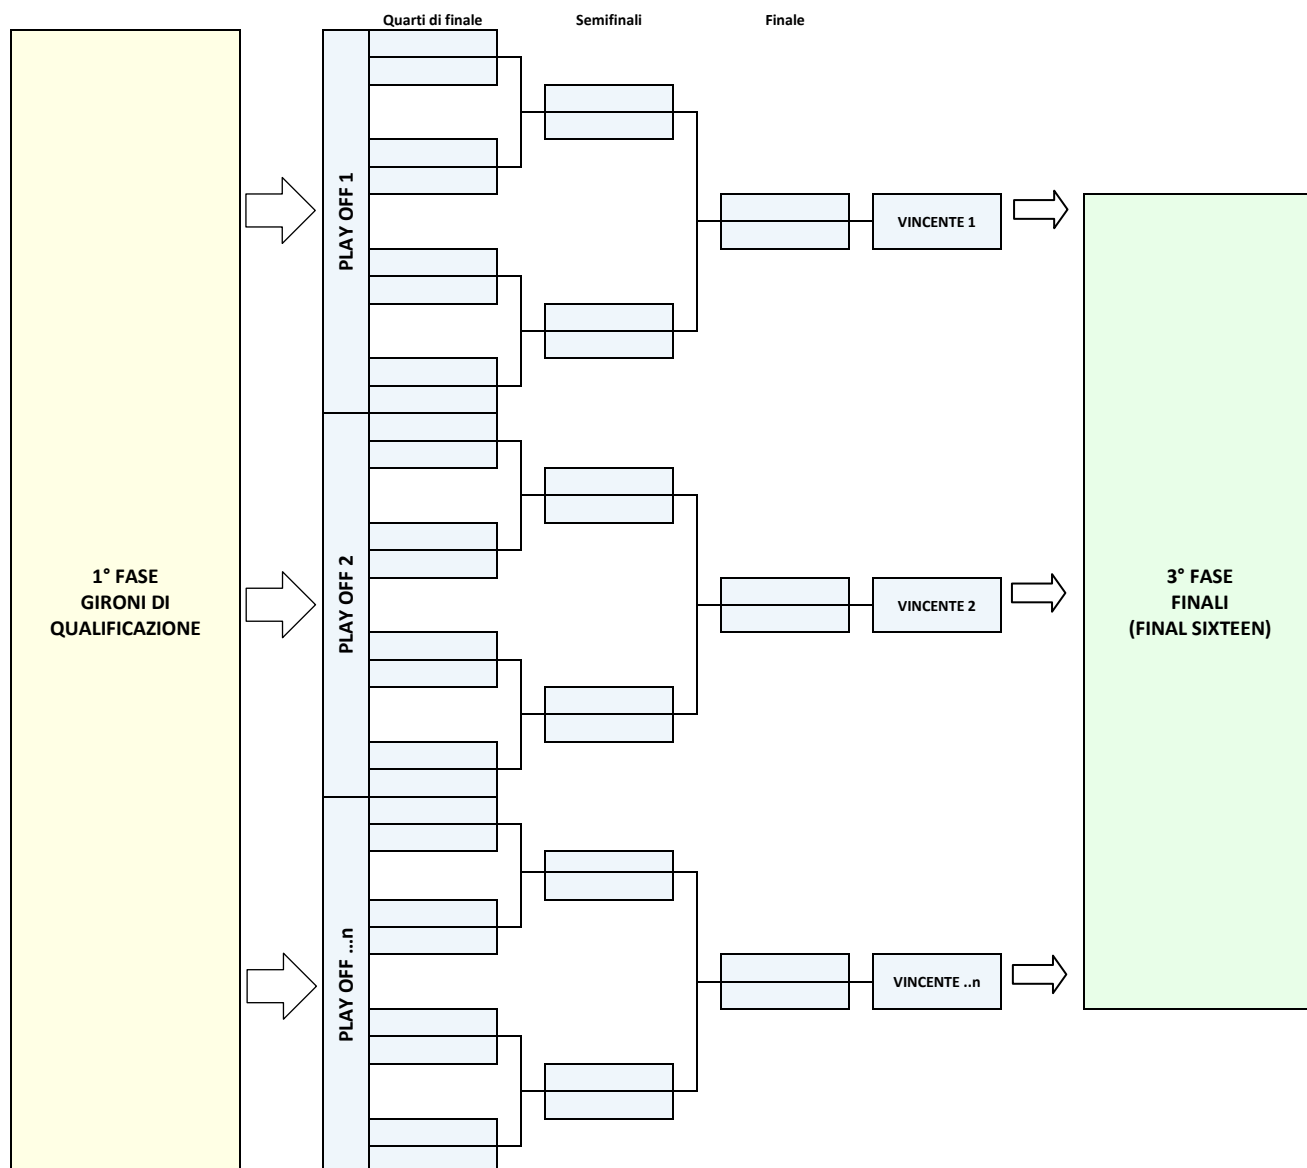 Quarti di finale
Semifinali
Finale
1° FASE
GIRONI DI
QUALIFICAZIONE
PLAY OFF 1
VINCENTE 1
PLAY OFF 2
VINCENTE 2
PLAY OFF ...n
VINCENTE ..n
3° FASE
FINALI
(FINAL SIXTEEN)